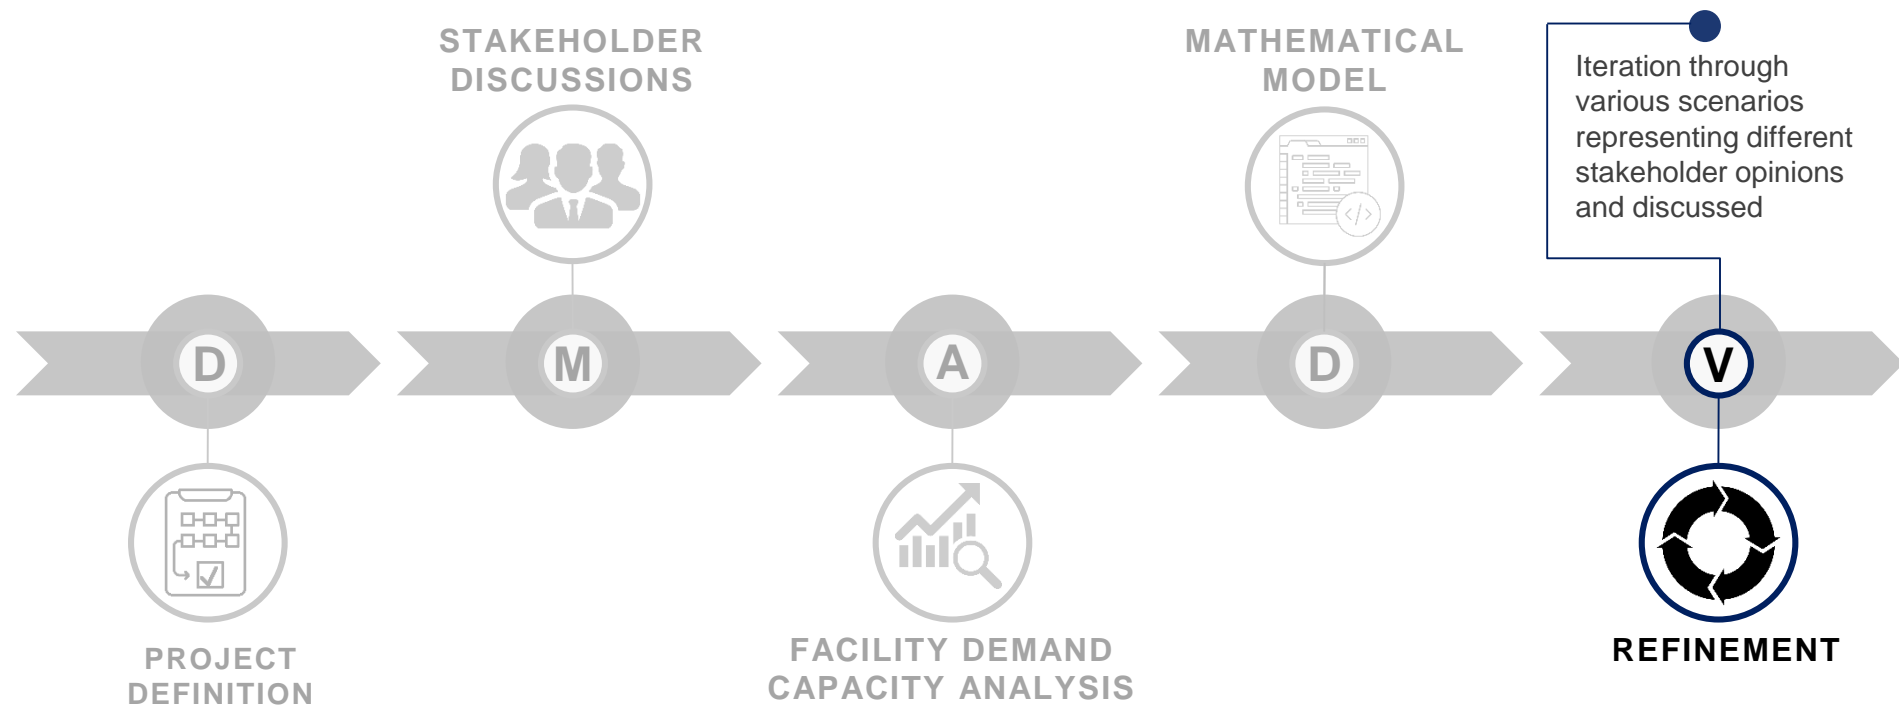 STAKEHOLDER
DISCUSSIONS
MATHEMATICAL
MODEL
Iteration through
various scenarios
representing different
stakeholder opinions
and discussed
</>
D
M
A
D
V
PROJECT
DEFINITION
FACILITY DEMAND
CAPACITY ANALYSIS
REFINEMENT